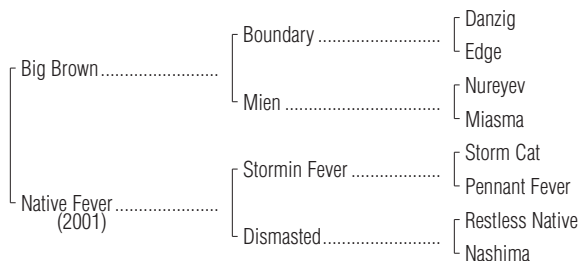 Danzig
Boundary ..................................
Edge
Big Brown.................................
Nureyev
Mien ...........................................
Miasma
Storm Cat
Stormin Fever .........................
Pennant Fever
Native Fever.............................
(2001)
Restless Native
Dismasted.................................
Nashima